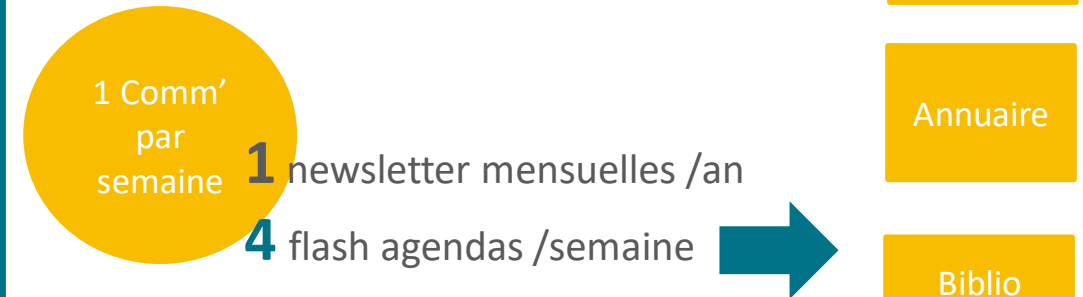 1 Comm'
par
semaine
1 newsletter mensuelles /an
4 flash agendas /semaine
Annuaire
Biblio